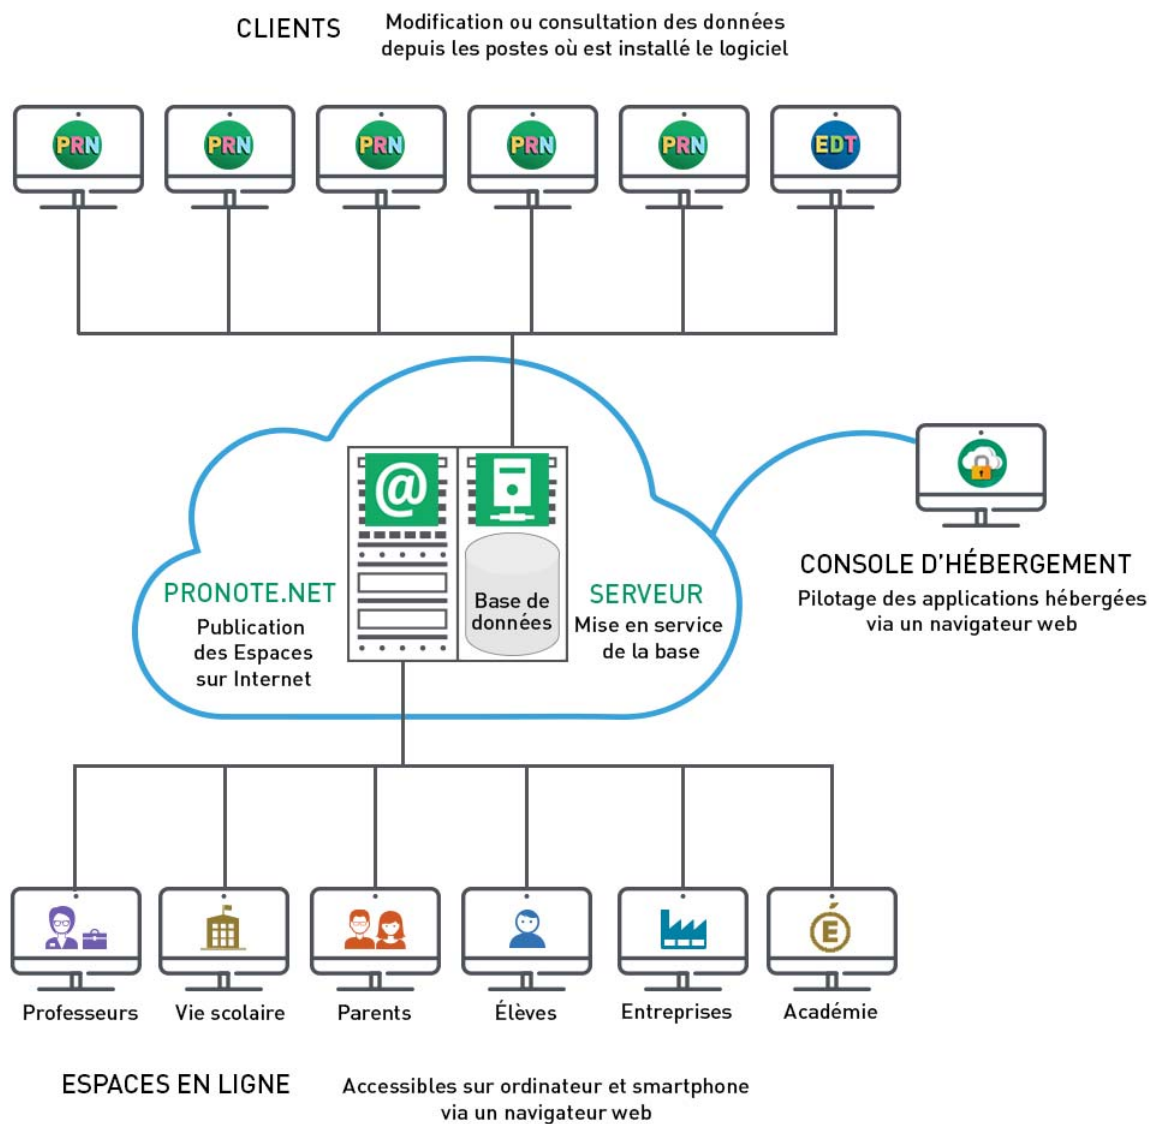 CLIENTS
Modification ou consultation des données
depuis les postes où est installé le logiciel
PRN
PRN
PRN
PRN
PRN
EDT
@
PRONOTE.NET
Publication
des Espaces
sur Internet
Base de
données
SERVEUR
Mise en service
de la base
CONSOLE D'HÉBERGEMENT
Pilotage des applications hébergées
via un navigateur web
É
Professeurs
Vie scolaire
Parents
Élèves
Entreprises
Académie
ESPACES EN LIGNE
Accessibles sur ordinateur et smartphone
via un navigateur web